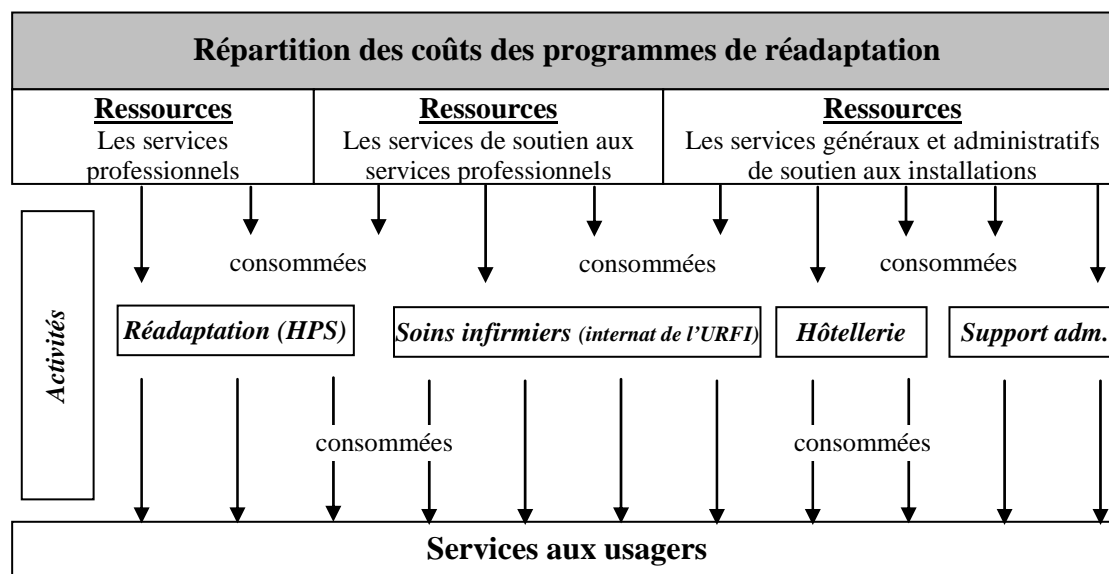 Répartition des coûts des programmes de réadaptation
Ressources
Les services
professionnels
Ressources
Les services de soutien aux
services professionnels
Ressources
Les services généraux et administratifs
de soutien aux installations
consommées
consommées
consommées
Activités
Réadaptation (HPS)
Soins infirmiers (internat de l'URFI)
Hôtellerie
Support adm.
consommées
consommées
Services aux usagers